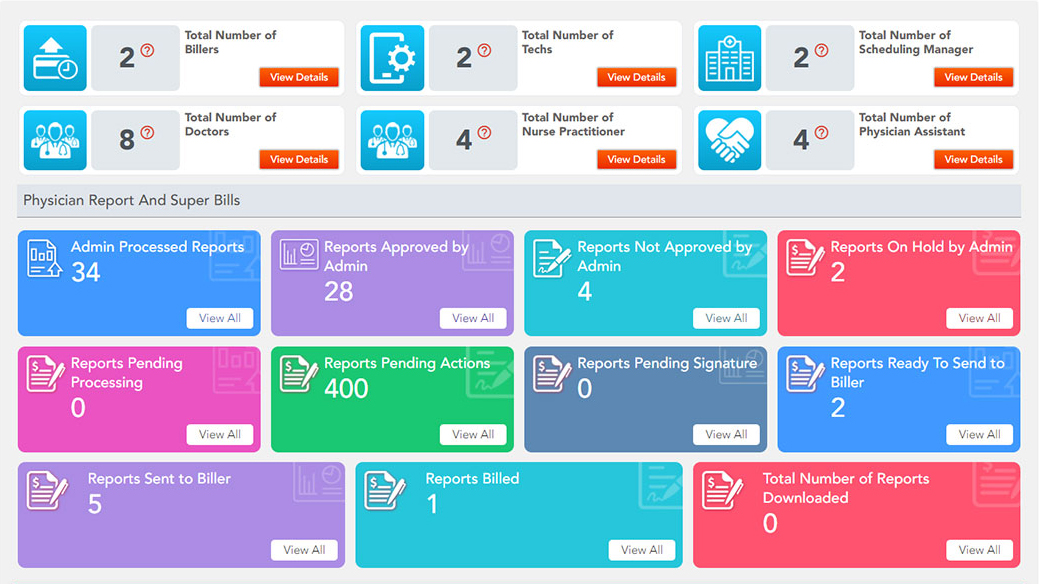 2 ?
Total Number of
Billers
View Details
2 ?
Total Number of
Techs
View Details
2 ?
Total Number of
Scheduling Manager
View Details
8 ?
Total Number of
Doctors
View Details
4 ?
Total Number of
Nurse Practitioner
View Details
4 ?
Total Number of
Physician Assistant
View Details
Physician Report And Super Bills
Admin Processed Reports
34
View All
Reports Approved by
Admin
28
View All
Reports Not Approved by
Admin
4
View All
Reports On Hold by Admin
2
View All
Reports Pending
Processing
0
View All
Reports Pending Actions
400
View All
Reports Pending Signature
0
View All
Reports Ready To Send to
Biller
2
View All
Reports Sent to Biller
5
View All
Reports Billed
1
View All
Total Number of Reports
Downloaded
0
View All